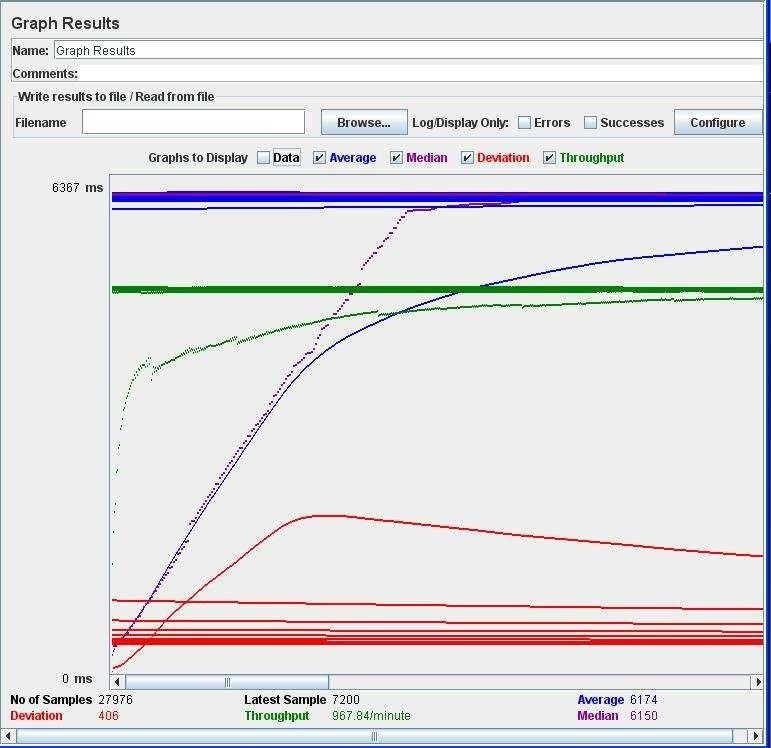 Graph Results
Name: Graph Results
Comments:
Write results to file / Read from file
Filename Browse... Log/Display Only: Errors Successes Configure
Graphs to Display Data Average Median Deviation Throughput
6367 ms
0 ms
No of Samples 27976 Latest Sample 7200 Average 6174
Deviation 406 Throughput 967.84/minute Median 6150